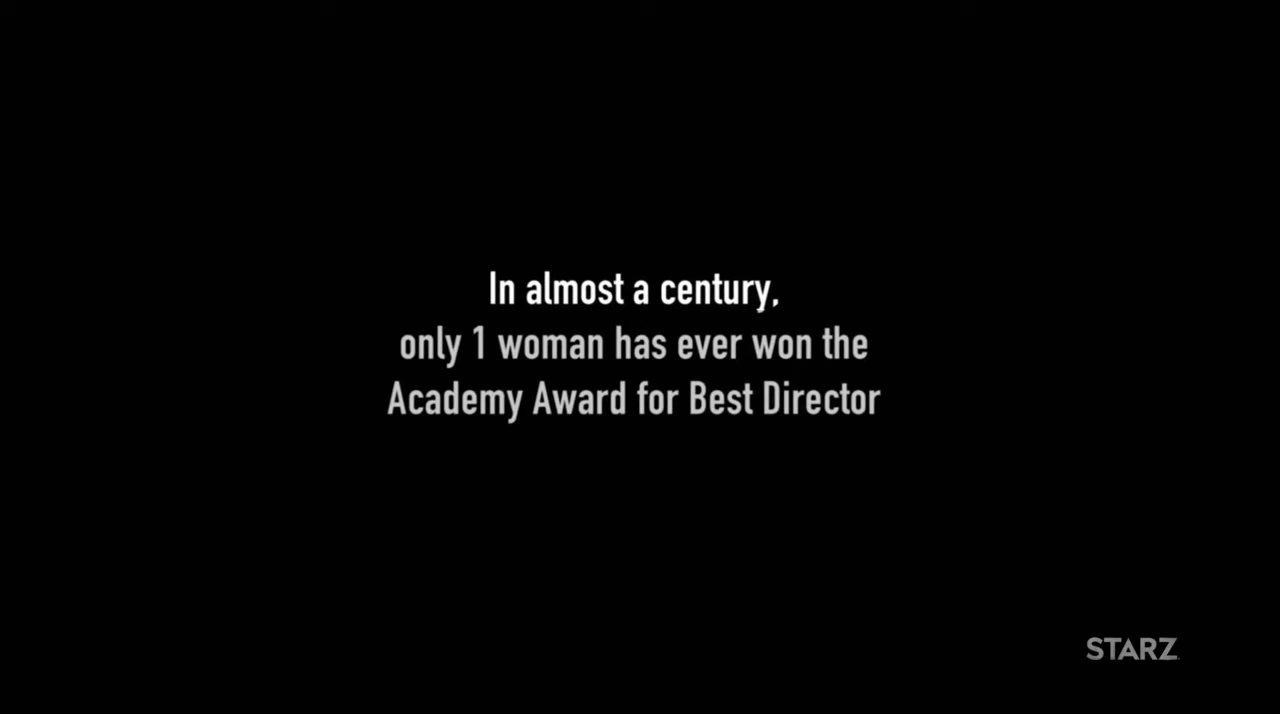 In almost a century,
only 1 woman has ever won the
Academy Award for Best Director
STARZ